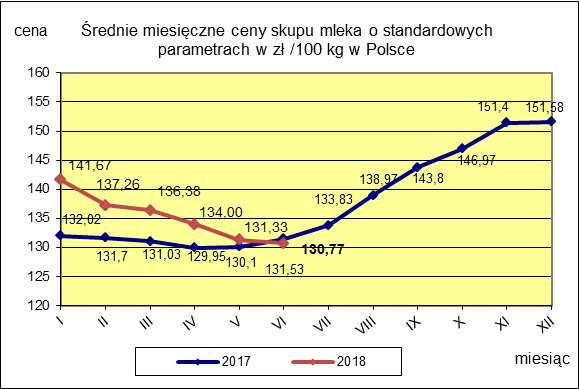 cena
Średnie miesięczne ceny skupu mleka o standardowych
parametrach w zł /100 kg w Polsce
160
155
150
145
140
135
130
125
120
141,67
137,26
136,38
134,00
131,33
130,77
132,02
131,7
131,03
129,95
130,1
131,53
133,83
138,97
143,8
146,97
151,4
151,58
I
II
III
IV
V
VI
VII
VIII
IX
X
XI
XII
miesiąc
2017
2018